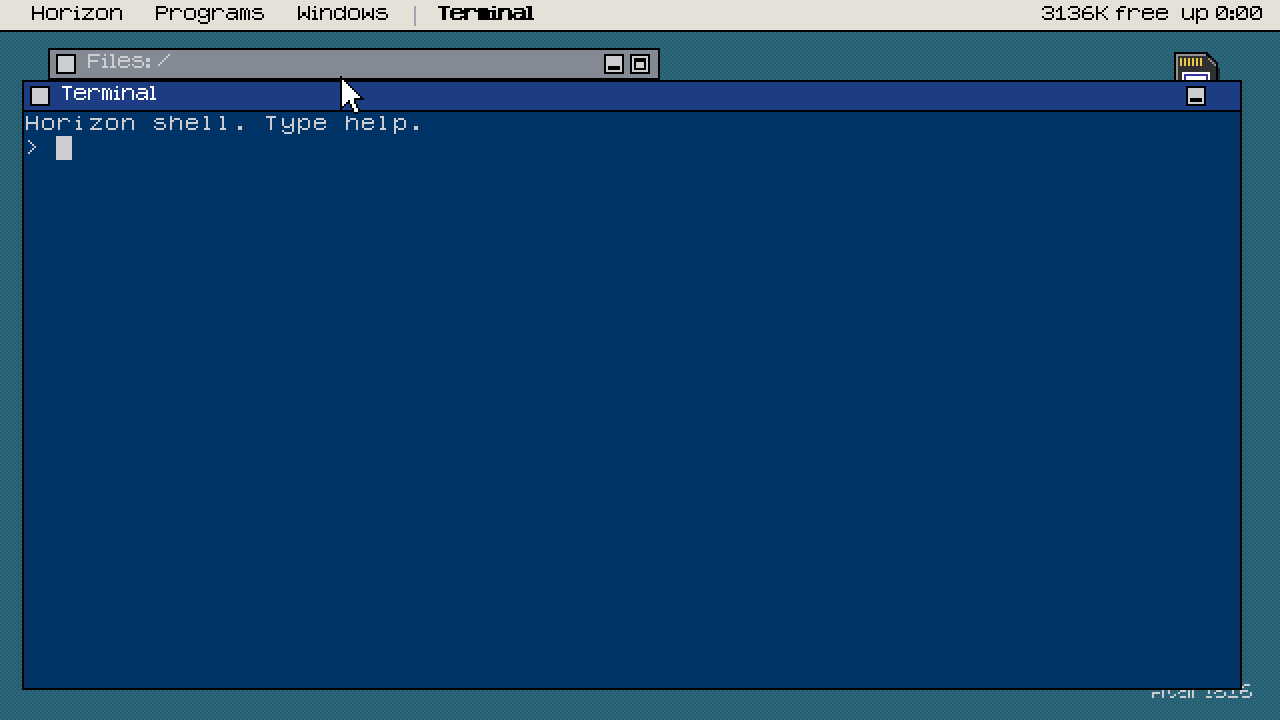 Horizon Programs Windows | Terminal 3136K free up 0:00
Files: /
Terminal
Horizon shell. Type help.
>